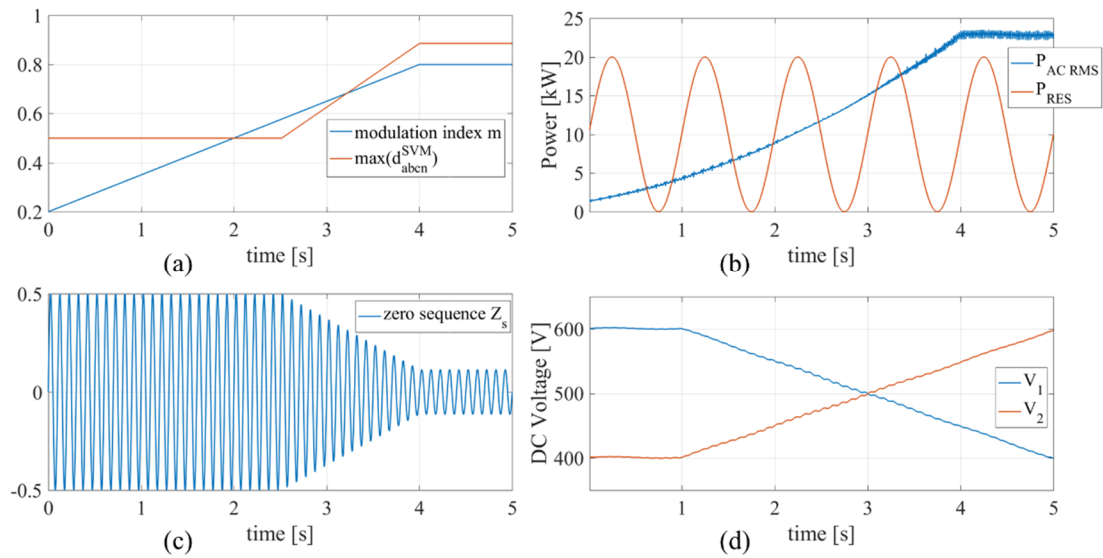 1
0.8
0.6
0.4
0.2
0 1 2 3 4 5
time [s]
modulation index m
max(d_abcn^SVM)
(a)
Power [kW]
25
20
15
10
5
0
1 2 3 4 5
time [s]
P_AC RMS
P_RES
(b)
0.5
0
-0.5
0 1 2 3 4 5
time [s]
zero sequence Z_s
(c)
DC Voltage [V]
600
500
400
1 2 3 4 5
time [s]
V_1
V_2
(d)